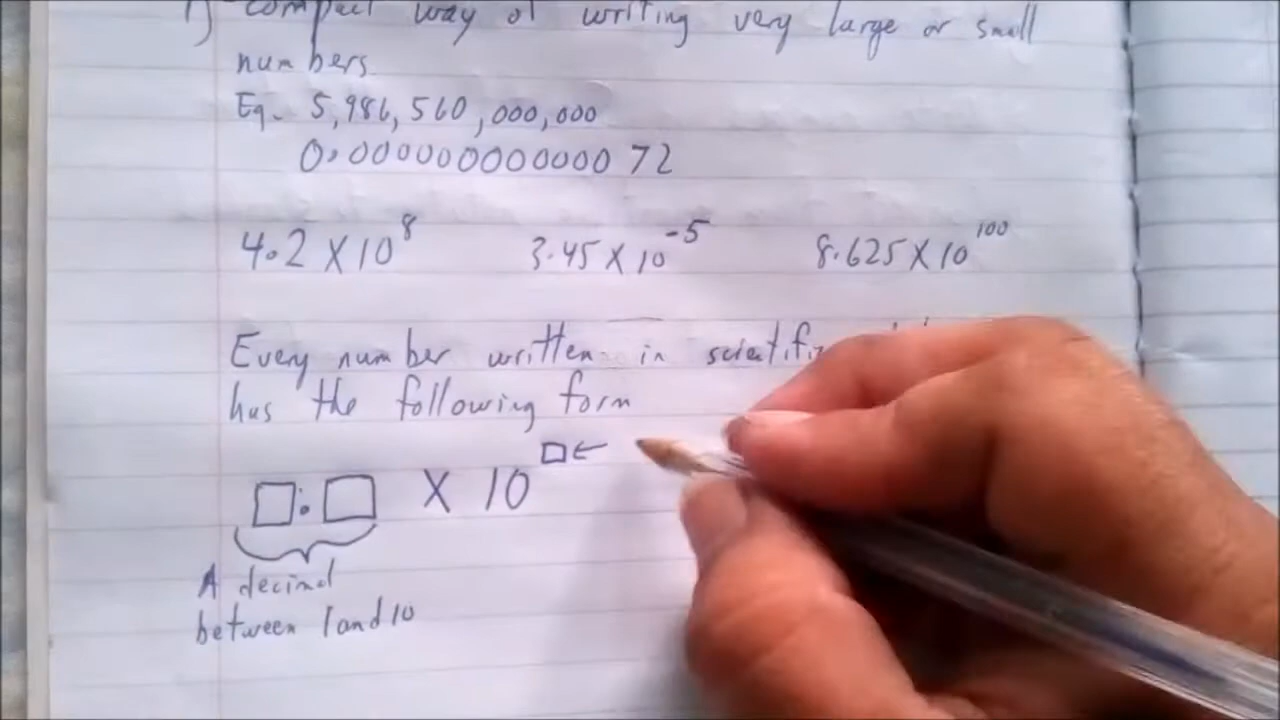 compact way of writing very large or small
numbers
Eg. 5,986,560,000,000
0.00000000000072
4.2 X 10^8 3.45 X 10^-5 8.625 X 10^100
Every number written in scientific
has the following form
□.□ X 10^□ ←
A decimal
between 1 and 10